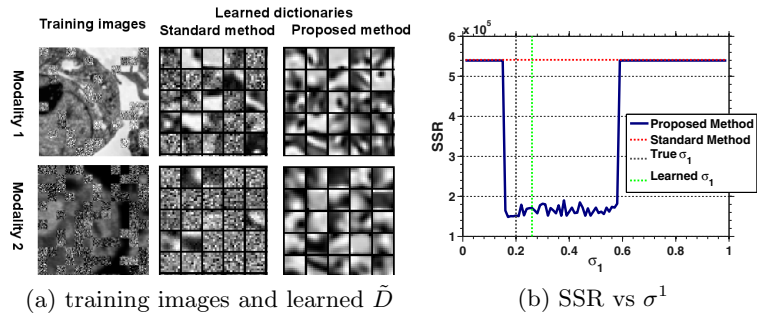 Learned dictionaries
Training images Standard method Proposed method
Modality 1
Modality 2
(a) training images and learned D̃
x 10⁵
6
5
4
3
2
1
SSR
0 0.2 0.4 0.6 0.8 1
σ₁
Proposed Method
Standard Method
True σ₁
Learned σ₁
(b) SSR vs σ¹